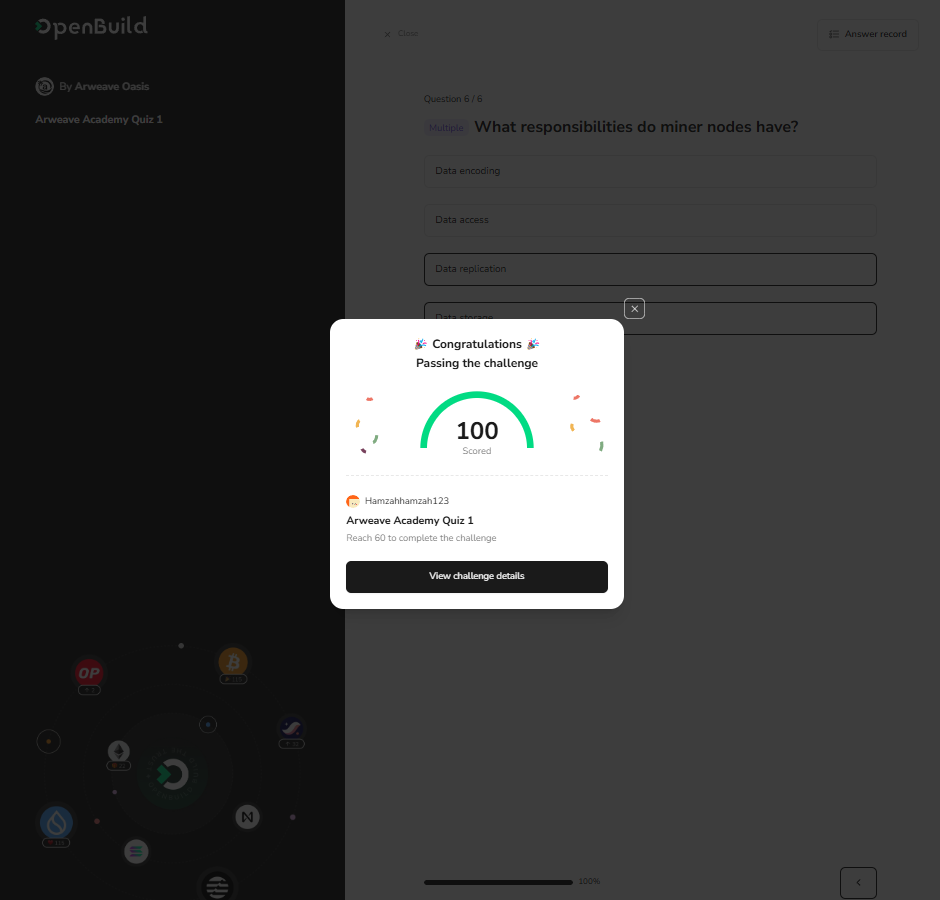 OpenBuild
By Arweave Oasis
Arweave Academy Quiz 1
Close
Answer record
Question 6 / 6
Multiple What responsibilities do miner nodes have?
Data encoding
Data access
Data replication
Data storage
Congratulations
Passing the challenge
100
Scored
Hamzahhamzah123
Arweave Academy Quiz 1
Reach 60 to complete the challenge
View challenge details
OP
100%